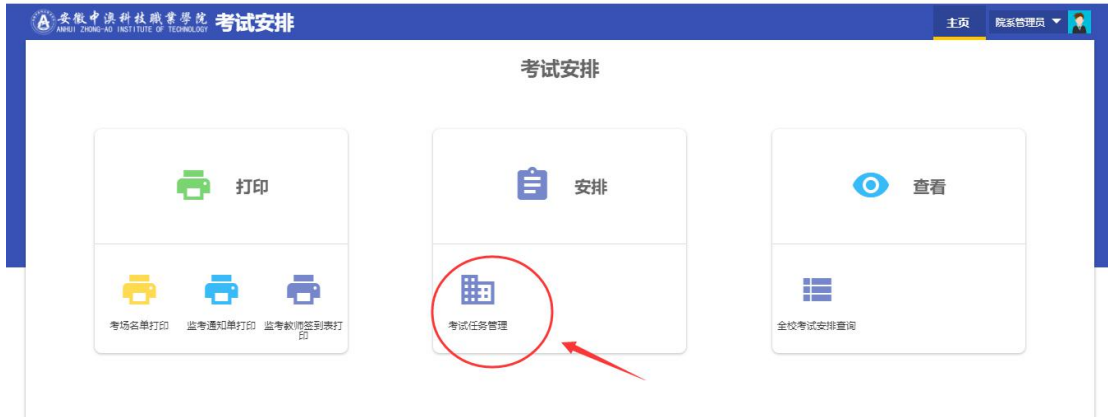 安徽中澳科技職業學院 考试安排
ANHUI ZHONG-AO INSTITUTE OF TECHNOLOGY
主页
院系管理员
考试安排
打印
安排
查看
考场名单打印
监考通知单打印
监考教师签到表打
印
考试任务管理
全校考试安排查询